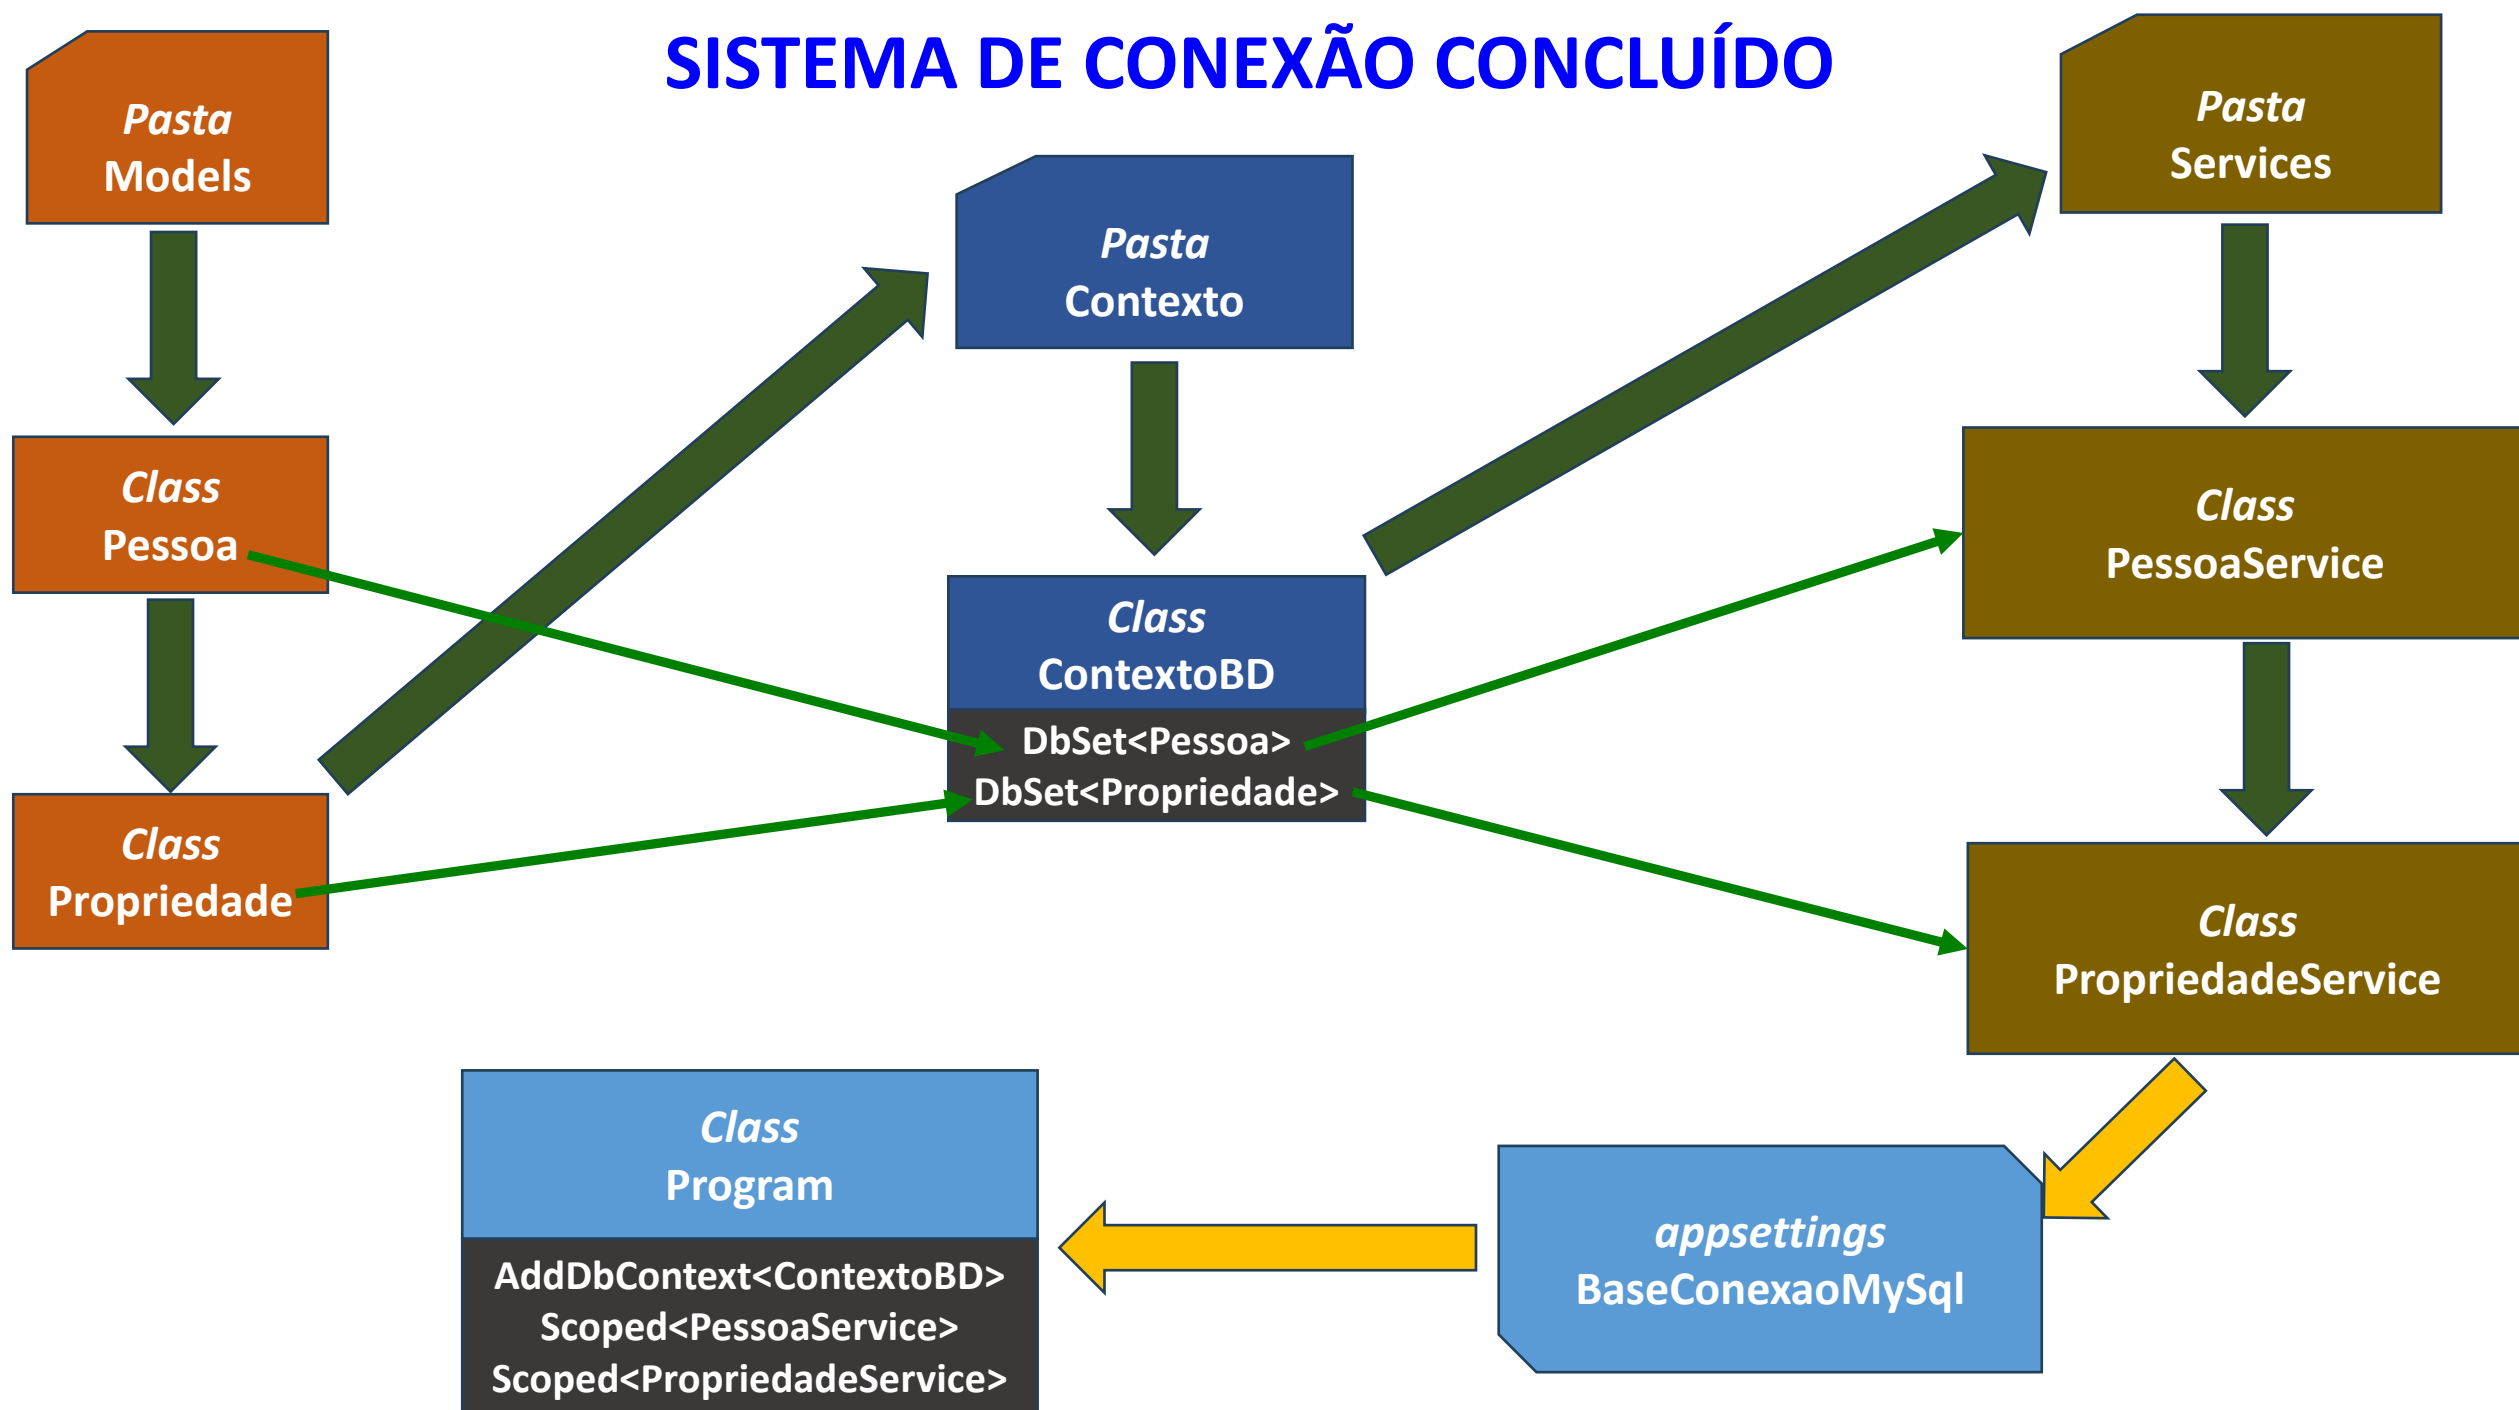 SISTEMA DE CONEXÃO CONCLUÍDO
Pasta
Models
Class
Pessoa
Class
Propriedade
Pasta
Contexto
Class
ContextoBD
DbSet<Pessoa>
DbSet<Propriedade>
Pasta
Services
Class
PessoaService
Class
PropriedadeService
appsettings
BaseConexaoMySql
Class
Program
AddDbContext<ContextoBD>
Scoped<PessoaService>
Scoped<PropriedadeService>